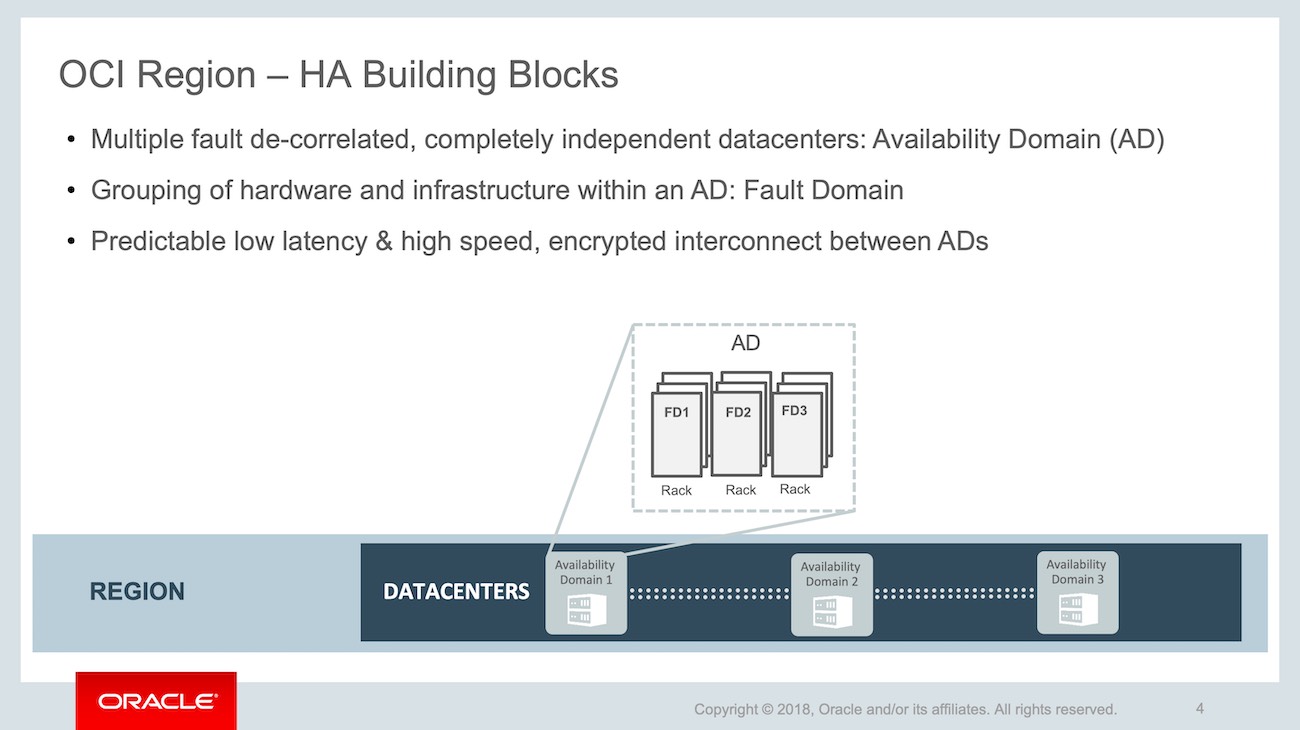 OCI Region – HA Building Blocks
• Multiple fault de-correlated, completely independent datacenters: Availability Domain (AD)
• Grouping of hardware and infrastructure within an AD: Fault Domain
• Predictable low latency & high speed, encrypted interconnect between ADs
AD
FD1 FD2 FD3
Rack Rack Rack
REGION
DATACENTERS
Availability
Domain 1
Availability
Domain 2
Availability
Domain 3
ORACLE®
Copyright © 2018, Oracle and/or its affiliates. All rights reserved.
4